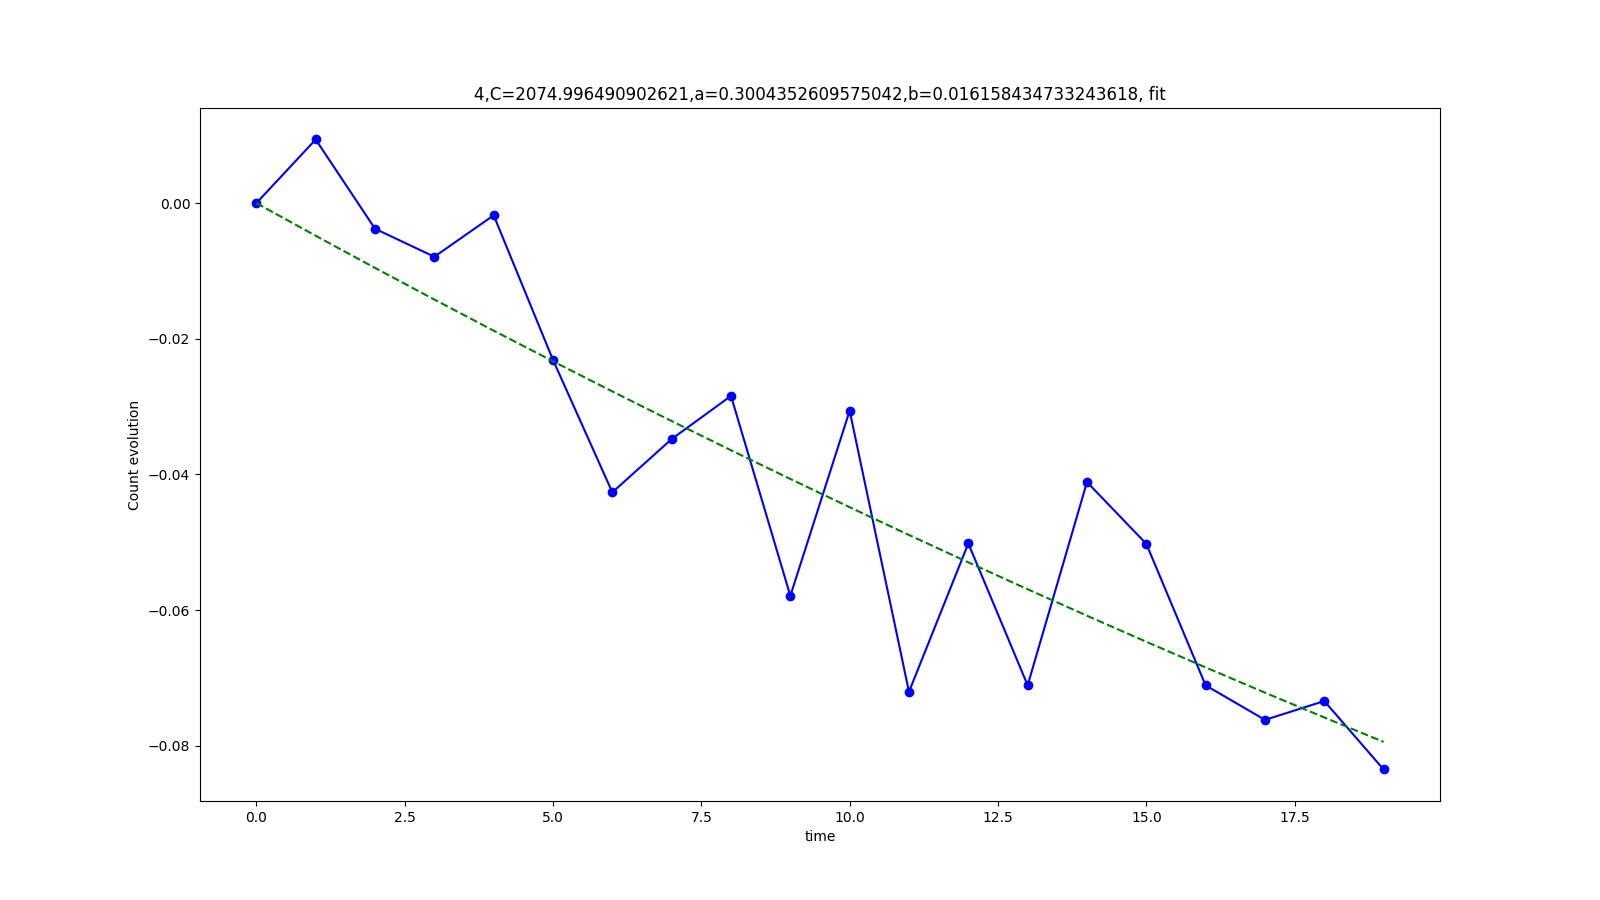 4,C=2074.996490902621,a=0.3004352609575042,b=0.016158434733243618, fit
0.00
−0.02
−0.04
−0.06
−0.08
Count evolution
0.0 2.5 5.0 7.5 10.0 12.5 15.0 17.5
time